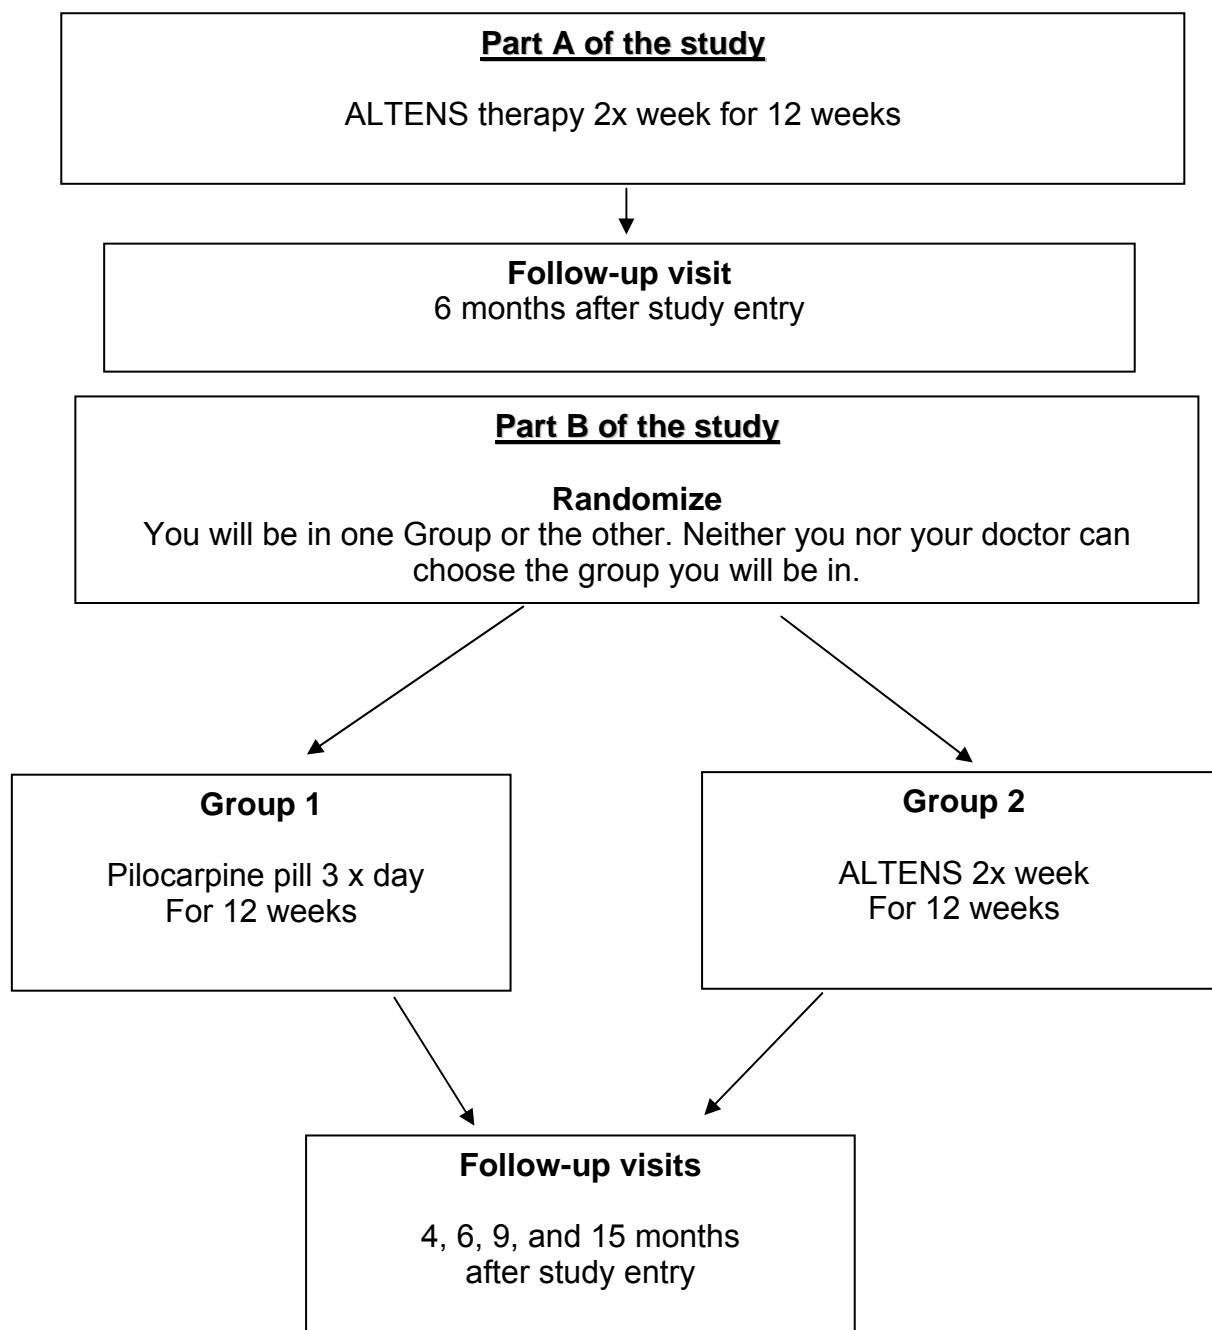 Part A of the study
ALTENS therapy 2x week for 12 weeks
Follow-up visit
6 months after study entry
Part B of the study
Randomize
You will be in one Group or the other. Neither you nor your doctor can
choose the group you will be in.
Group 1
Pilocarpine pill 3 x day
For 12 weeks
Group 2
ALTENS 2x week
For 12 weeks
Follow-up visits
4, 6, 9, and 15 months
after study entry